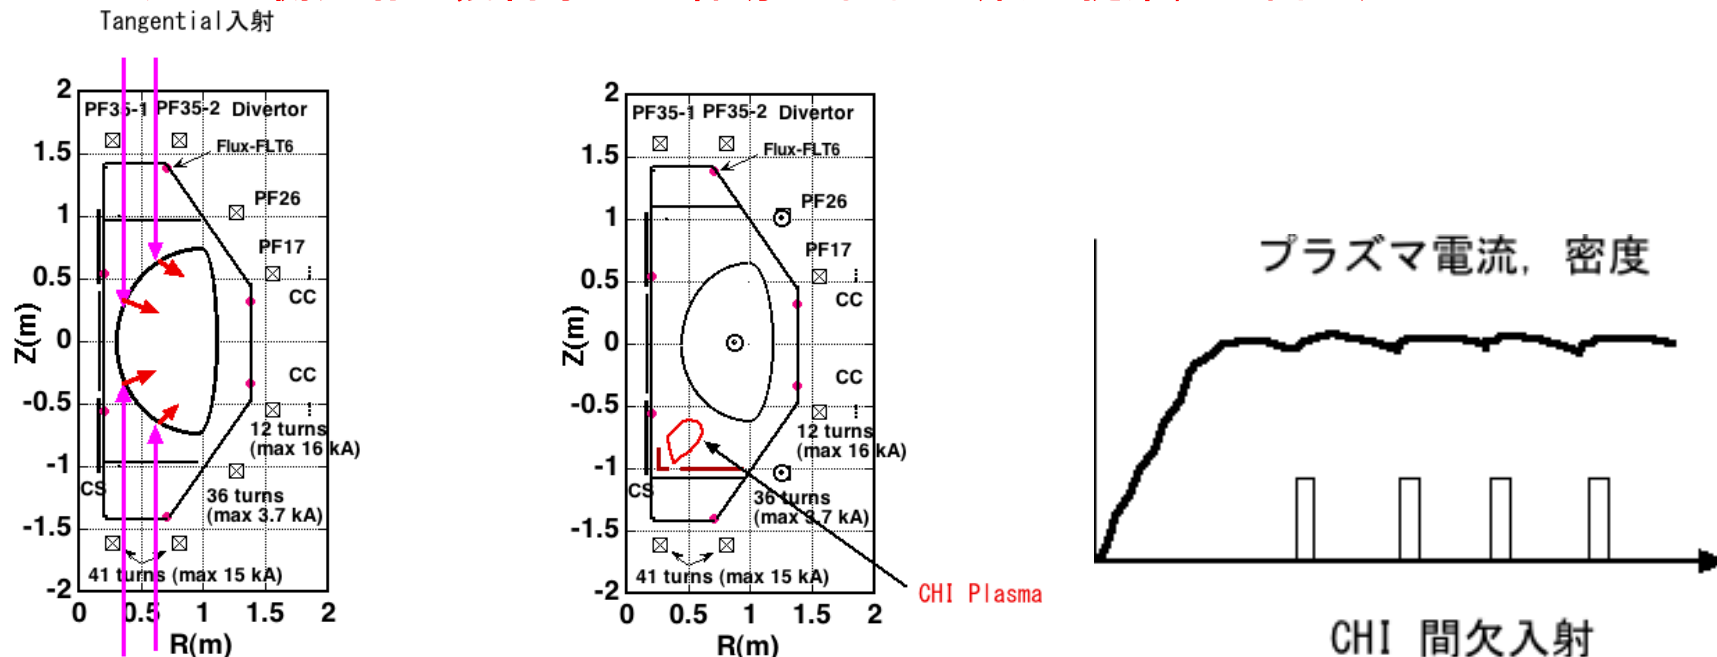 Tangential入射
2
1.5
1
0.5
0
-0.5
-1
-1.5
-2
Z(m)
PF35-1 PF35-2 Divertor
Flux-FLT6
PF26
PF17
CC
CC
12 turns
(max 16 kA)
CS
36 turns
(max 3.7 kA)
41 turns (max 15 kA)
0 0.5 1 1.5 2
R(m)
2
1.5
1
0.5
0
-0.5
-1
-1.5
-2
Z(m)
PF35-1 PF35-2 Divertor
Flux-FLT6
PF26
PF17
CC
CC
12 turns
(max 16 kA)
CS
36 turns
(max 3.7 kA)
41 turns (max 15 kA)
0 0.5 1 1.5 2
R(m)
CHI Plasma
プラズマ電流, 密度
CHI 間欠入射